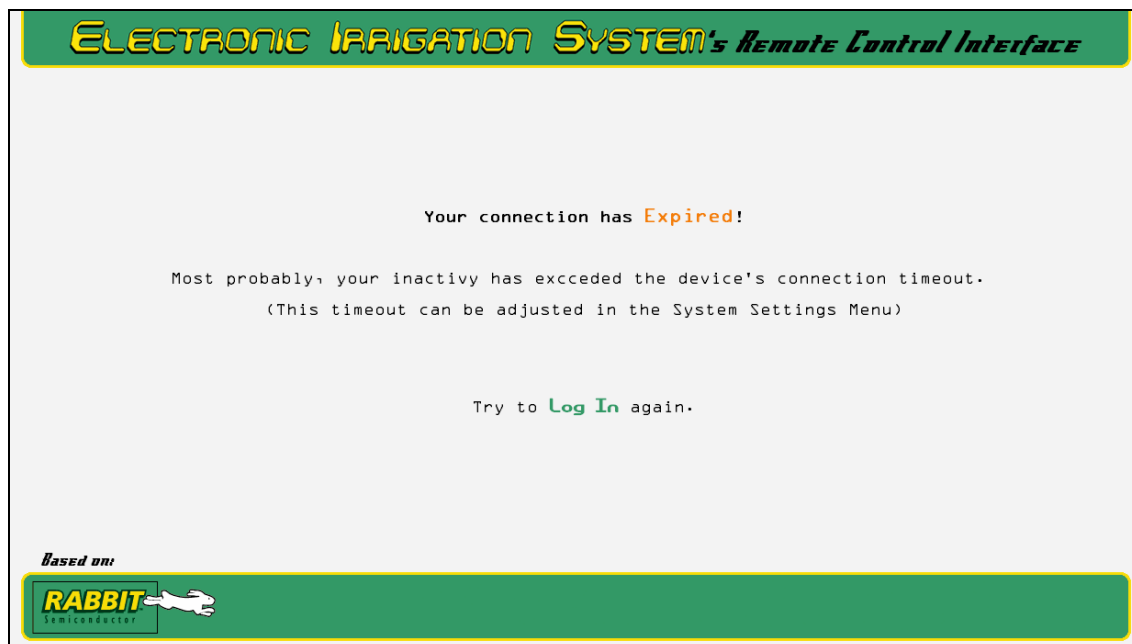 Electronic Irrigation System's Remote Control Interface
Your connection has Expired!
Most probably, your inactivy has excceded the device's connection timeout.
(This timeout can be adjusted in the System Settings Menu)
Try to Log In again.
Based on:
RABBIT
Semiconductor